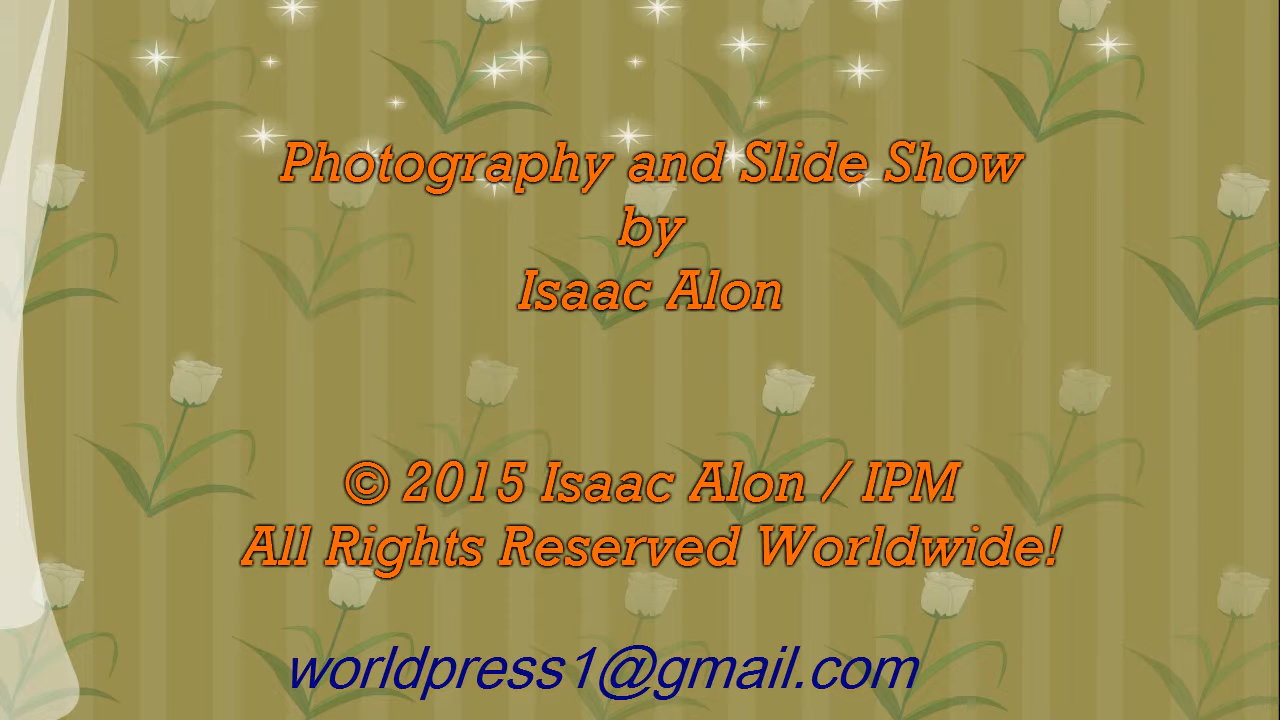 Photography and Slide Show
by
Isaac Alon
© 2015 Isaac Alon / IPM
All Rights Reserved Worldwide!
worldpress1@gmail.com